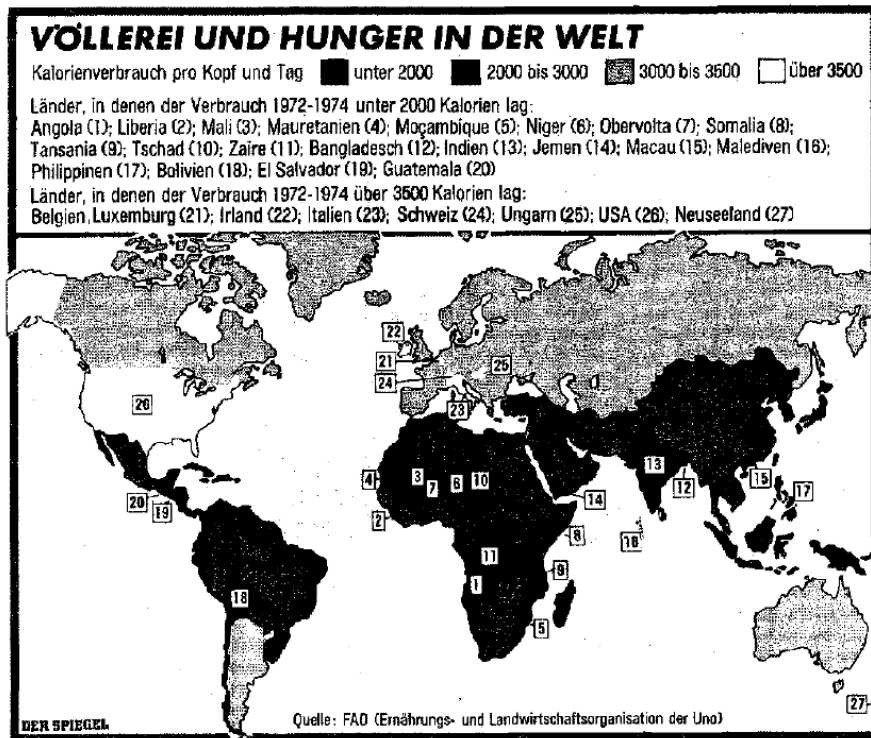 VÖLLEREI UND HUNGER IN DER WELT
Kalorienverbrauch pro Kopf und Tag unter 2000 2000 bis 3000 3000 bis 3500 über 3500
Länder, in denen der Verbrauch 1972-1974 unter 2000 Kalorien lag:
Angola (1); Liberia (2); Mali (3); Mauretanien (4); Moçambique (5); Niger (6); Obervolta (7); Somalia (8);
Tansania (9); Tschad (10); Zaire (11); Bangladesch (12); Indien (13); Jemen (14); Macau (15); Malediven (16);
Philippinen (17); Bolivien (18); El Salvador (19); Guatemala (20)
Länder, in denen der Verbrauch 1972-1974 über 3500 Kalorien lag:
Belgien, Luxemburg (21); Irland (22); Italien (23); Schweiz (24); Ungarn (25); USA (26); Neuseeland (27)
22
21
25
24
26
23
13
4 3 7 6 10
12 15 17
20
14
19
2
8
16
11
9
1
18
5
27
DER SPIEGEL
Quelle: FAO (Ernährungs- und Landwirtschaftsorganisation der Uno)